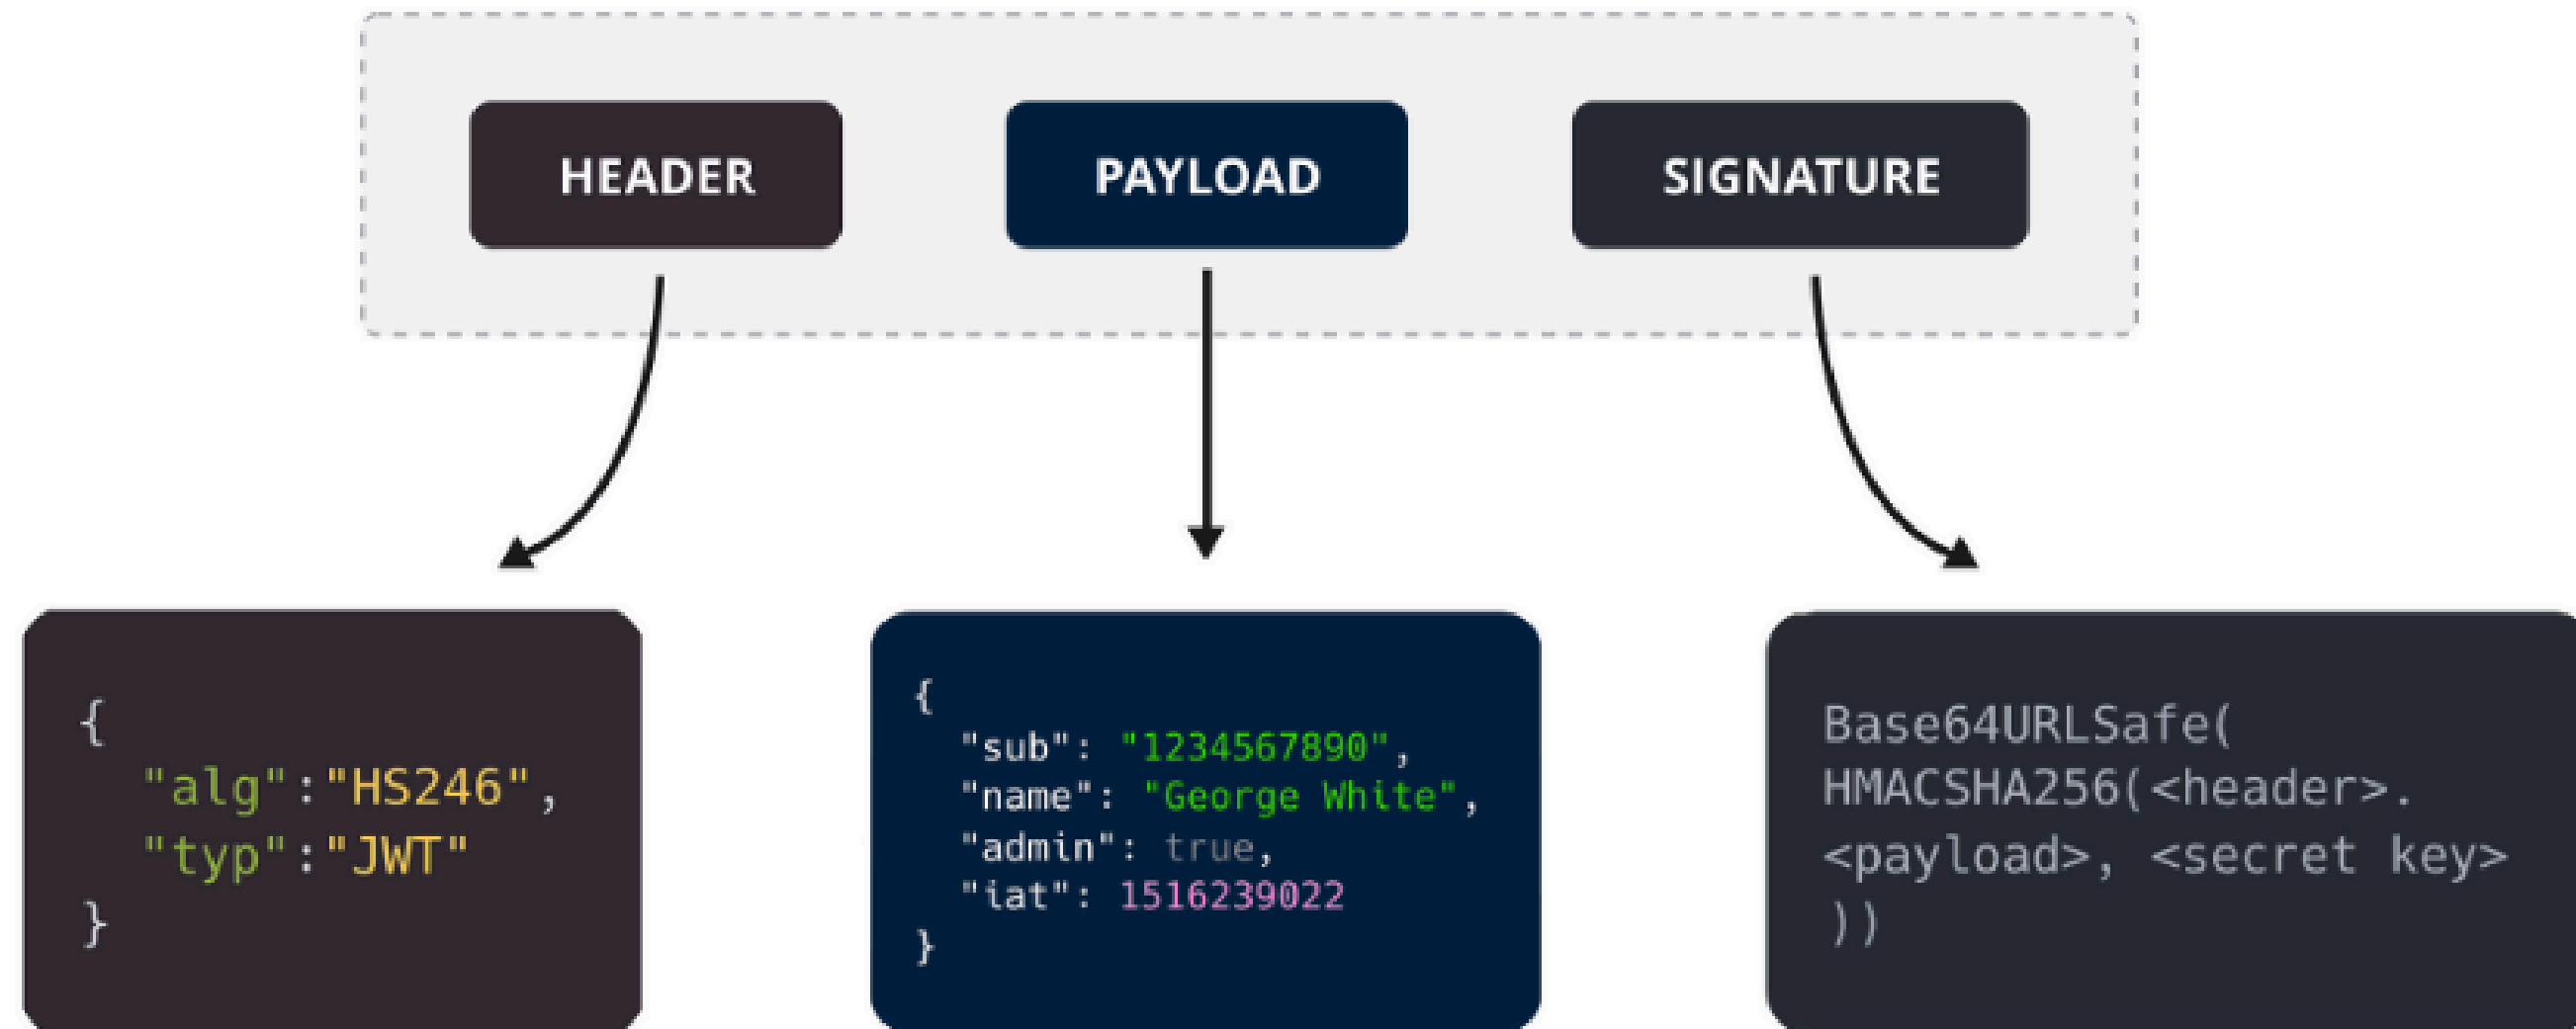 HEADER
PAYLOAD
SIGNATURE
{
"alg":"HS246",
"typ":"JWT"
}
{
"sub": "1234567890",
"name": "George White",
"admin": true,
"iat": 1516239022
}
Base64URLSafe(
HMACSHA256(<header>.
<payload>, <secret key>
))